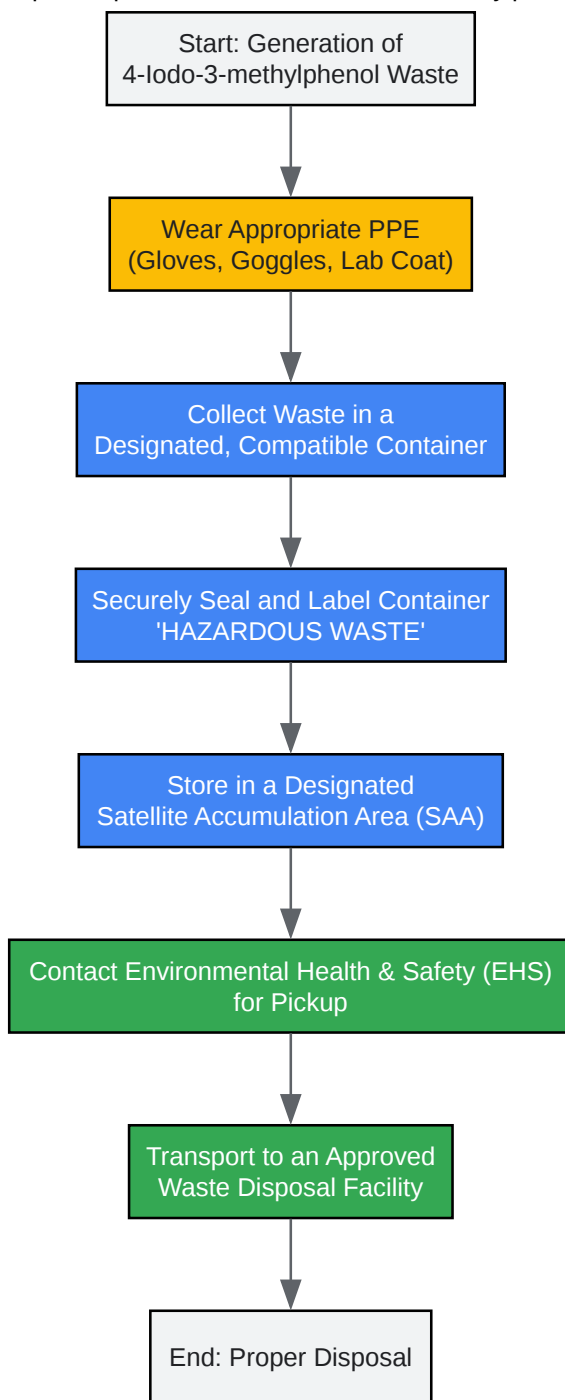 Start: Generation of
4-Iodo-3-methylphenol Waste
Wear Appropriate PPE
(Gloves, Goggles, Lab Coat)
Collect Waste in a
Designated, Compatible Container
Securely Seal and Label Container
'HAZARDOUS WASTE'
Store in a Designated
Satellite Accumulation Area (SAA)
Contact Environmental Health & Safety (EHS)
for Pickup
Transport to an Approved
Waste Disposal Facility
End: Proper Disposal